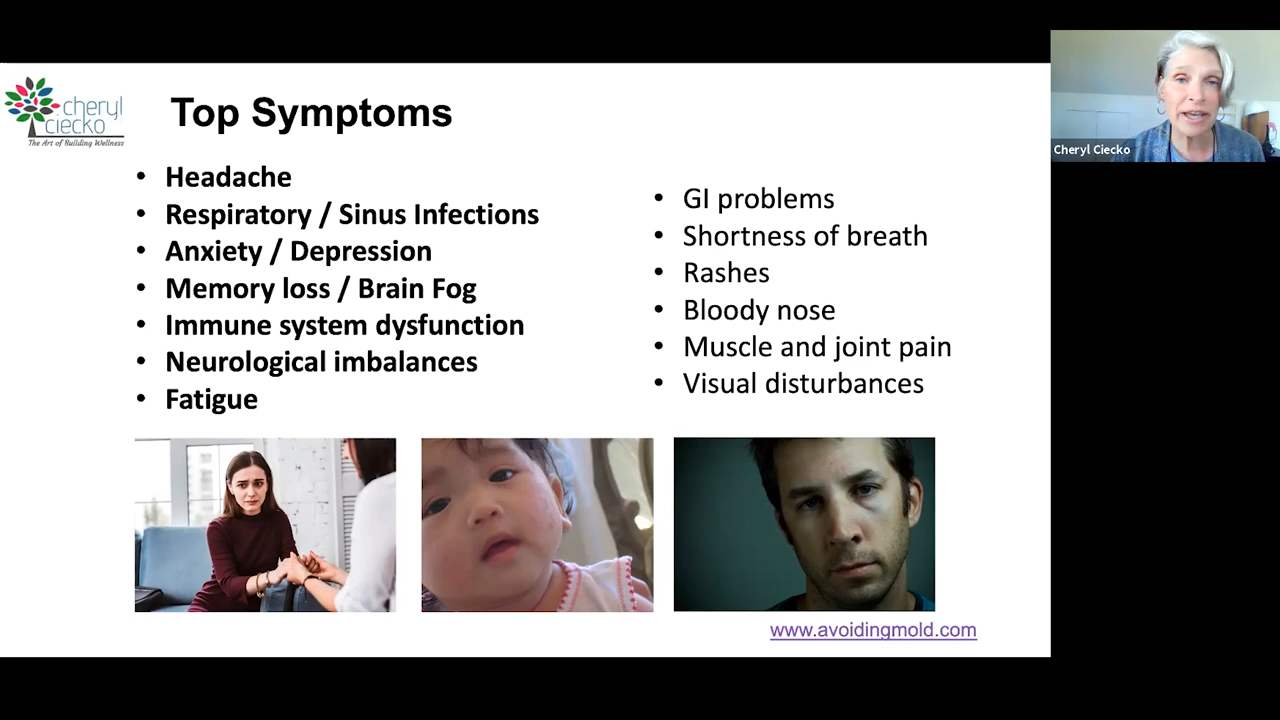 cheryl
ciecko
The Art of Building Wellness
Top Symptoms
• Headache
• Respiratory / Sinus Infections
• Anxiety / Depression
• Memory loss / Brain Fog
• Immune system dysfunction
• Neurological imbalances
• Fatigue
• GI problems
• Shortness of breath
• Rashes
• Bloody nose
• Muscle and joint pain
• Visual disturbances
www.avoidingmold.com
Cheryl Ciecko